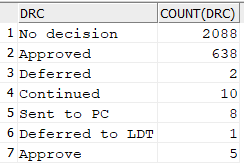 DRC COUNT(DRC)
1 No decision 2088
2 Approved 638
3 Deferred 2
4 Continued 10
5 Sent to PC 8
6 Deferred to LDT 1
7 Approve 5